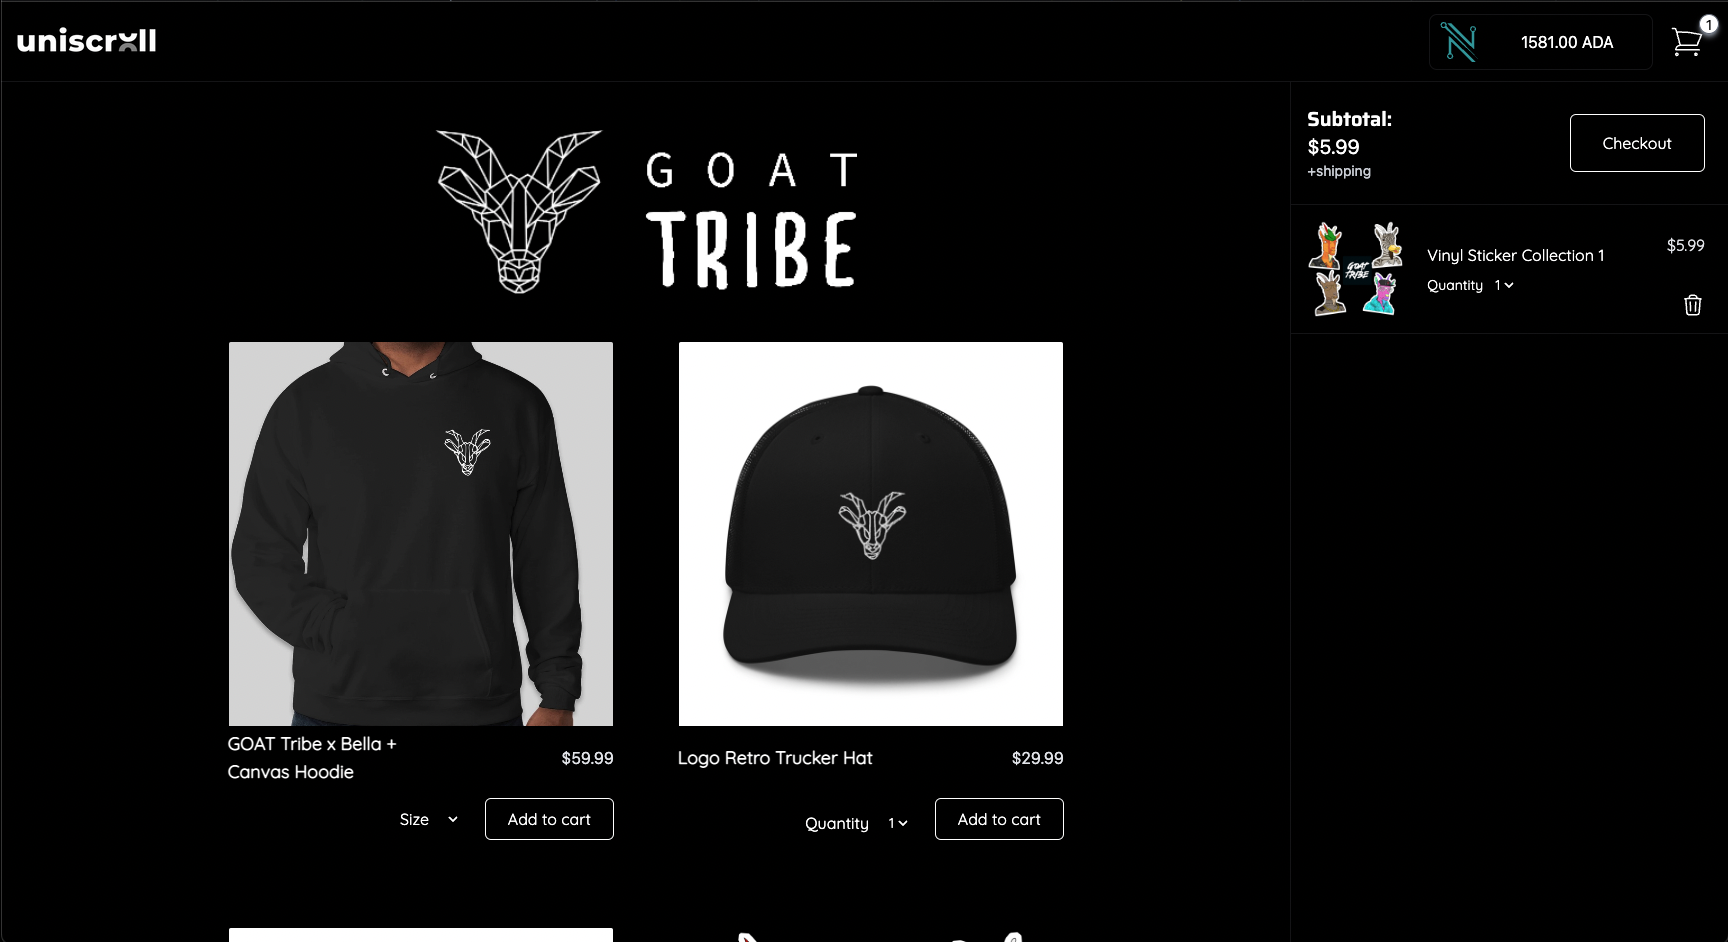 uniscroll
1581.00 ADA
1
GOAT
TRIBE
Subtotal:
$5.99
+shipping
Checkout
GOAT
TRIBE
Vinyl Sticker Collection 1
$5.99
Quantity 1
GOAT Tribe x Bella +
Canvas Hoodie
$59.99
Size
Add to cart
Logo Retro Trucker Hat
$29.99
Quantity 1
Add to cart